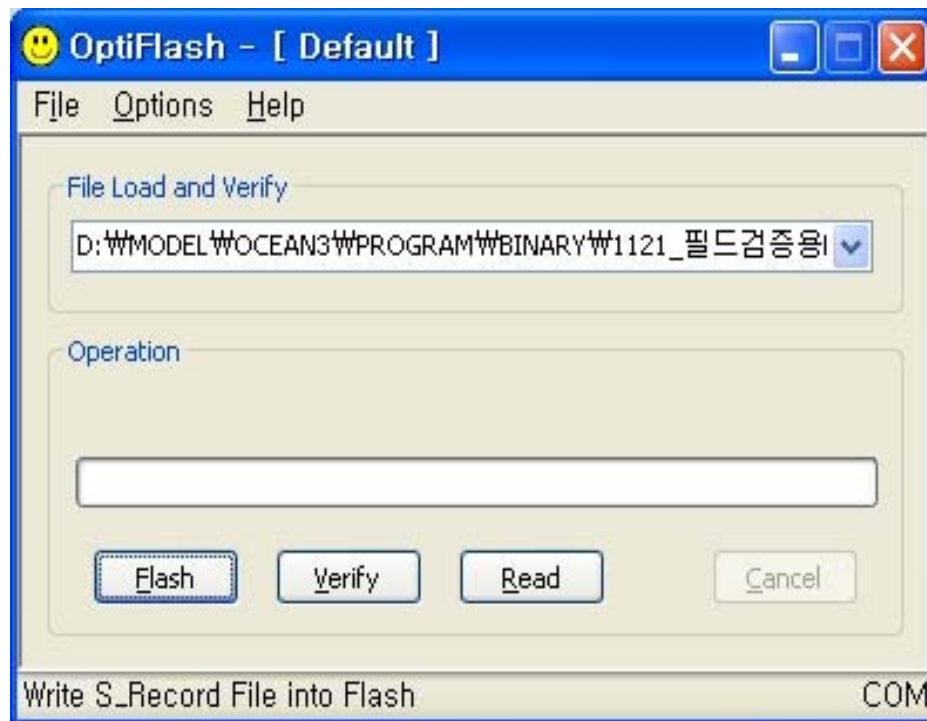 OptiFlash - [ Default ]
File Options Help
File Load and Verify
D:₩MODEL₩OCEAN3₩PROGRAM₩BINARY₩1121_필드검증용
Operation
Flash Verify Read Cancel
Write S_Record File into Flash COM